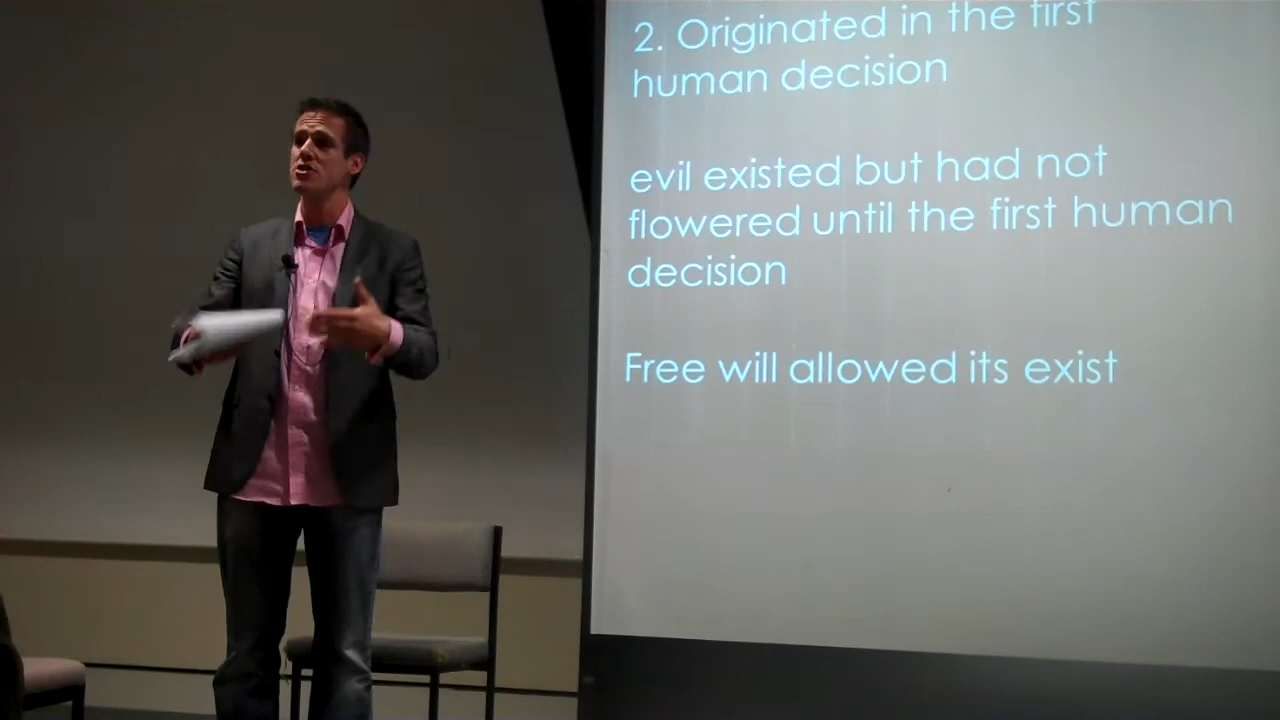 2. Originated in the first
human decision
evil existed but had not
flowered until the first human
decision
Free will allowed its exist